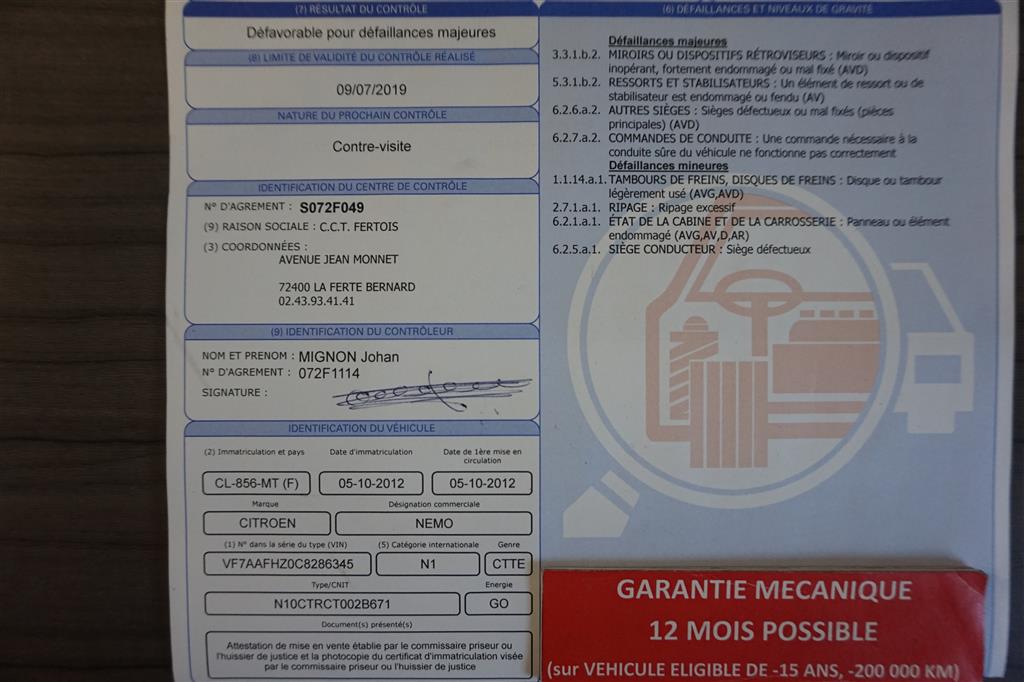 (7) RÉSULTAT DU CONTRÔLE
Défavorable pour défaillances majeures
(8) LIMITE DE VALIDITÉ DU CONTRÔLE RÉALISÉ
09/07/2019
NATURE DU PROCHAIN CONTRÔLE
Contre-visite
IDENTIFICATION DU CENTRE DE CONTRÔLE
N° D'AGREMENT : S072F049
(9) RAISON SOCIALE : C.C.T. FERTOIS
(3) COORDONNÉES :
AVENUE JEAN MONNET
72400 LA FERTE BERNARD
02.43.93.41.41
(9) IDENTIFICATION DU CONTRÔLEUR
NOM ET PRENOM : MIGNON Johan
N° D'AGREMENT : 072F1114
SIGNATURE :
IDENTIFICATION DU VÉHICULE
(2) Immatriculation et pays
Date d'immatriculation
Date de 1ère mise en
circulation
CL-856-MT (F)
05-10-2012
05-10-2012
Marque
Désignation commerciale
CITROEN
NEMO
(1) N° dans la série du type (VIN)
(5) Catégorie internationale
Genre
VF7AAFHZ0C8286345
N1
CTTE
Type/CNIT
Energie
N10CTRCT002B671
GO
Document(s) présenté(s)
Attestation de mise en vente établie par le commissaire priseur ou
l'huissier de justice et la photocopie du certificat d'immatriculation visée
par le commissaire priseur ou l'huissier de justice
(6) DÉFAILLANCES ET NIVEAUX DE GRAVITÉ
Défaillances majeures
3.3.1.b.2. MIROIRS OU DISPOSITIFS RÉTROVISEURS : Miroir ou dispositif
inopérant, fortement endommagé ou mal fixé (AVD)
5.3.1.b.2. RESSORTS ET STABILISATEURS : Un élément de ressort ou de
stabilisateur est endommagé ou fendu (AV)
6.2.6.a.2. AUTRES SIÈGES : Sièges défectueux ou mal fixés (pièces
principales) (AVD)
6.2.7.a.2. COMMANDES DE CONDUITE : Une commande nécessaire à la
conduite sûre du véhicule ne fonctionne pas correctement
Défaillances mineures
1.1.14.a.1. TAMBOURS DE FREINS, DISQUES DE FREINS : Disque ou tambour
légèrement usé (AVG,AVD)
2.7.1.a.1. RIPAGE : Ripage excessif
6.2.1.a.1. ÉTAT DE LA CABINE ET DE LA CARROSSERIE : Panneau ou élément
endommagé (AVG,AV,D,AR)
6.2.5.a.1. SIÈGE CONDUCTEUR : Siège défectueux
GARANTIE MECANIQUE
12 MOIS POSSIBLE
(sur VEHICULE ELIGIBLE DE -15 ANS, -200 000 KM)